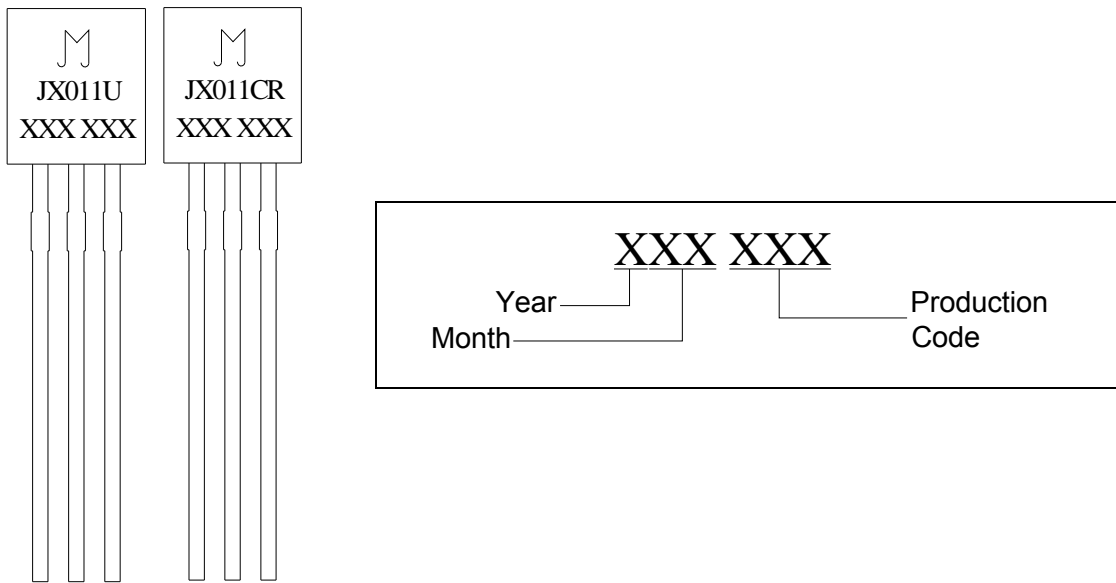 JX011U
XXX XXX
JX011CR
XXX XXX
XXX XXX
Year
Month
Production
Code